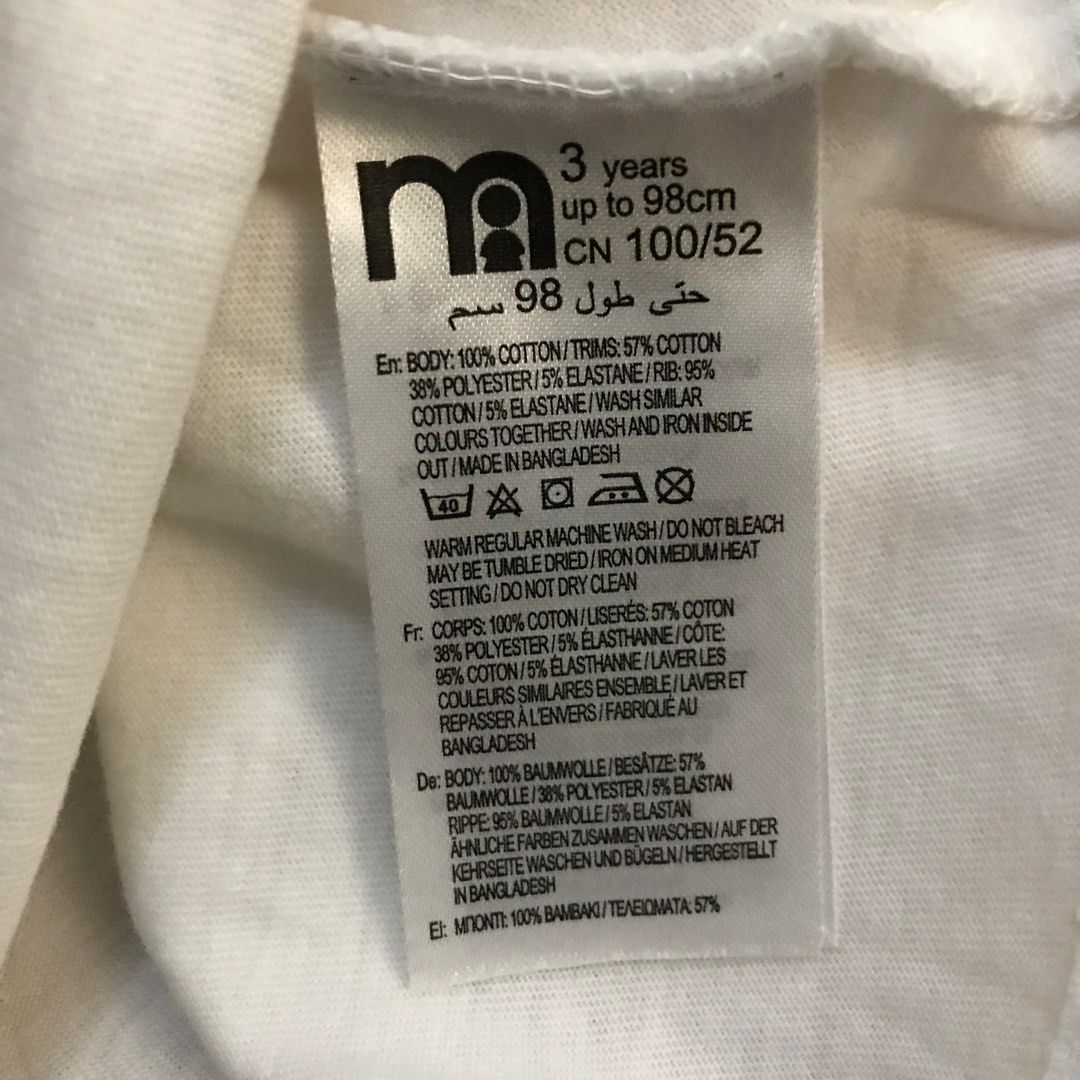 m
3 years
up to 98cm
CN 100/52
حتى طول 98 سم
En: BODY: 100% COTTON / TRIMS: 57% COTTON
38% POLYESTER / 5% ELASTANE / RIB: 95%
COTTON / 5% ELASTANE / WASH SIMILAR
COLOURS TOGETHER / WASH AND IRON INSIDE
OUT / MADE IN BANGLADESH
40
WARM REGULAR MACHINE WASH / DO NOT BLEACH
MAY BE TUMBLE DRIED / IRON ON MEDIUM HEAT
SETTING / DO NOT DRY CLEAN
Fr: CORPS: 100% COTON / LISERÉS: 57% COTON
38% POLYESTER / 5% ÉLASTHANNE / CÔTE:
95% COTON / 5% ÉLASTHANNE / LAVER LES
COULEURS SIMILAIRES ENSEMBLE / LAVER ET
REPASSER À L'ENVERS / FABRIQUÉ AU
BANGLADESH
De: BODY: 100% BAUMWOLLE / BESÄTZE: 57%
BAUMWOLLE / 38% POLYESTER / 5% ELASTAN
RIPPE: 95% BAUMWOLLE / 5% ELASTAN
ÄHNLICHE FARBEN ZUSAMMEN WASCHEN / AUF DER
KEHRSEITE WASCHEN UND BÜGELN / HERGESTELLT
IN BANGLADESH
El: ΜΠΟΝΤΙ: 100% ΒΑΜΒΑΚΙ / ΤΕΛΕΙΩΜΑΤΑ: 57%